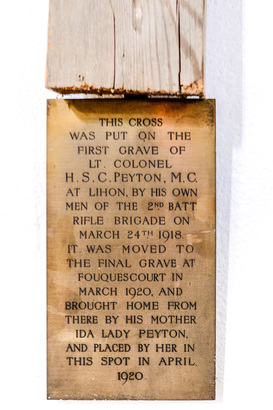 THIS CROSS
WAS PUT ON THE
FIRST GRAVE OF
LT. COLONEL
H. S. C. PEYTON, M.C.
AT LIHON, BY HIS OWN
MEN OF THE 2ND BATT
RIFLE BRIGADE ON
MARCH 24TH 1918
IT WAS MOVED TO
THE FINAL GRAVE AT
FOUQUESCOURT IN
MARCH 1920, AND
BROUGHT HOME FROM
THERE BY HIS MOTHER
IDA LADY PEYTON,
AND PLACED BY HER IN
THIS SPOT IN APRIL
1920